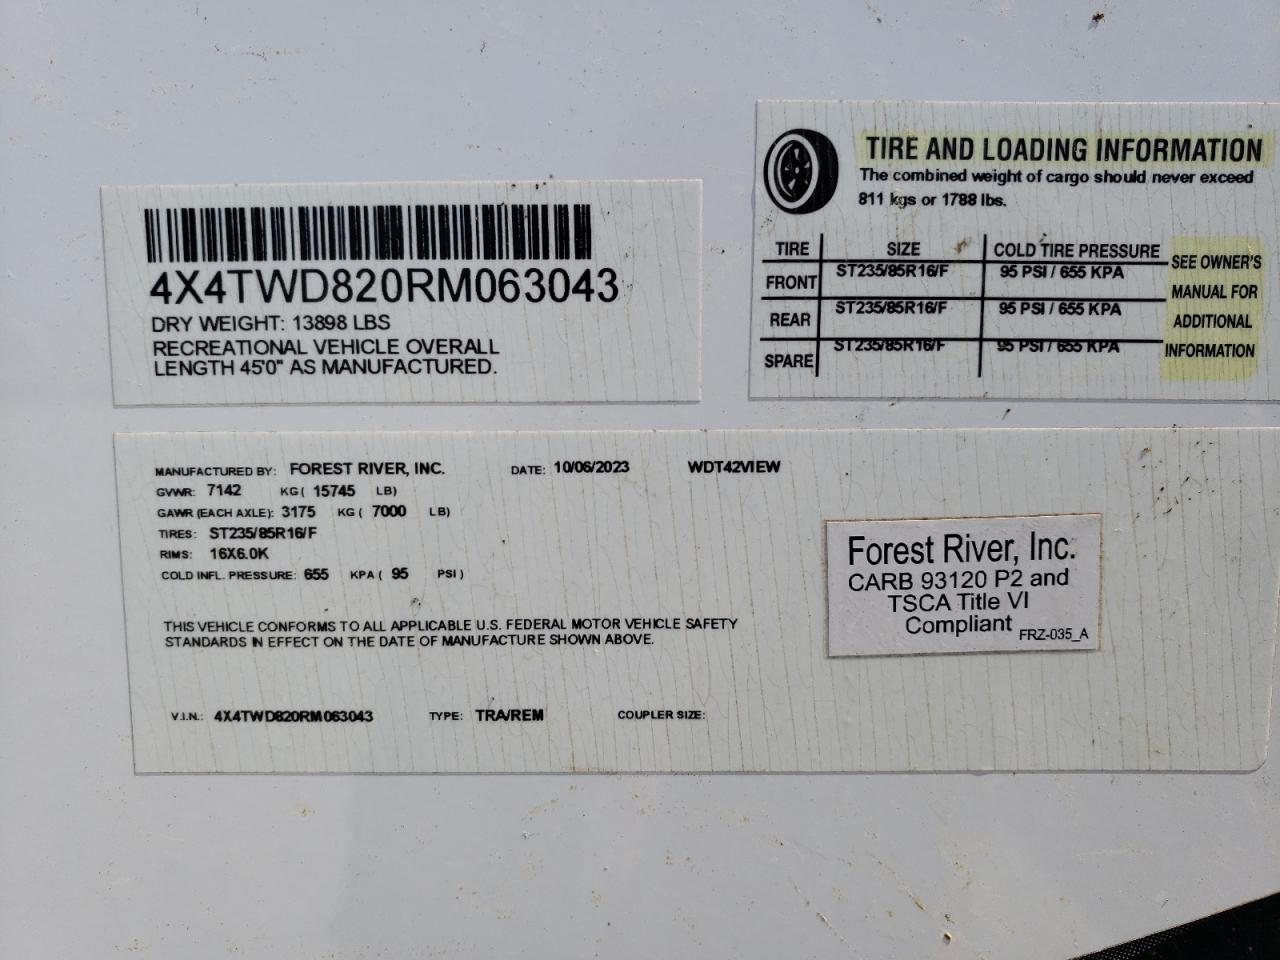 4X4TWD820RM063043
DRY WEIGHT: 13898 LBS
RECREATIONAL VEHICLE OVERALL
LENGTH 45'0" AS MANUFACTURED.
TIRE AND LOADING INFORMATION
The combined weight of cargo should never exceed
811 kgs or 1788 lbs.
TIRE SIZE COLD TIRE PRESSURE
FRONT ST235/85R16/F 95 PSI / 655 KPA
REAR ST235/85R16/F 95 PSI / 655 KPA
SPARE ST235/85R16/F 95 PSI / 655 KPA
SEE OWNER'S
MANUAL FOR
ADDITIONAL
INFORMATION
MANUFACTURED BY: FOREST RIVER, INC. DATE: 10/06/2023 WDT42VIEW
GVWR: 7142 KG( 15745 LB)
GAWR (EACH AXLE): 3175 KG( 7000 LB)
TIRES: ST235/85R16/F
RIMS: 16X6.0K
COLD INFL. PRESSURE: 655 KPA( 95 PSI)
THIS VEHICLE CONFORMS TO ALL APPLICABLE U.S. FEDERAL MOTOR VEHICLE SAFETY
STANDARDS IN EFFECT ON THE DATE OF MANUFACTURE SHOWN ABOVE.
V.I.N.: 4X4TWD820RM063043 TYPE: TRA/REM COUPLER SIZE:
Forest River, Inc.
CARB 93120 P2 and
TSCA Title VI
Compliant FRZ-035_A